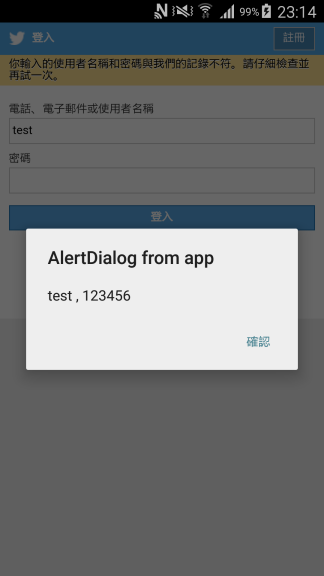 99% 23:14
登入 註冊
你輸入的使用者名稱和密碼與我們的記錄不符。請仔細檢查並
再試一次。
電話、電子郵件或使用者名稱
test
密碼
登入
AlertDialog from app
test , 123456
確認